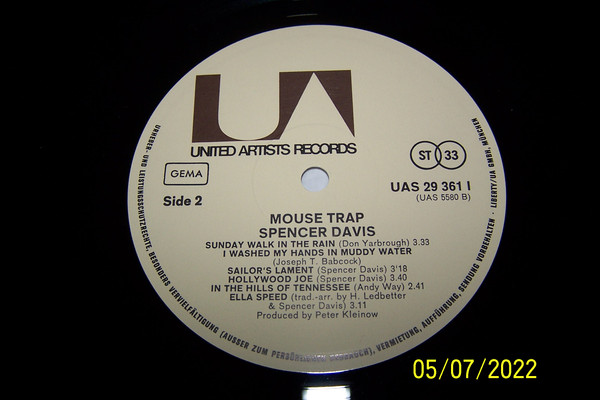 UA
UNITED ARTISTS RECORDS
GEMA
ST 33
Side 2
UAS 29 361 I
(UAS 5580 B)
MOUSE TRAP
SPENCER DAVIS
SUNDAY WALK IN THE RAIN (Don Yarbrough) 3.33
I WASHED MY HANDS IN MUDDY WATER
(Joseph T. Babcock)
SAILOR'S LAMENT (Spencer Davis) 3'18
HOLLYWOOD JOE (Spencer Davis) 3.40
IN THE HILLS OF TENNESSEE (Andy Way) 2.41
ELLA SPEED (trad.-arr. by H. Ledbetter
& Spencer Davis) 3.11
Produced by Peter Kleinow
URHEBER- UND LEISTUNGSSCHUTZRECHTE, BESONDERS VERVIELFÄLTIGUNG (AUSSER ZUM PERSÖNLICHEN GEBRAUCH), VERMIETUNG, AUFFÜHRUNG, SENDUNG VORBEHALTEN · LIBERTY/UA GMBH, MÜNCHEN
05/07/2022